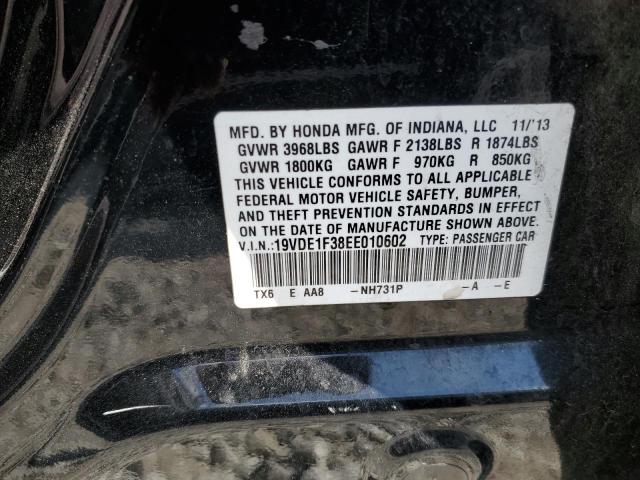 MFD. BY HONDA MFG. OF INDIANA, LLC 11/'13
GVWR 3968LBS GAWR F 2138LBS R 1874LBS
GVWR 1800KG GAWR F 970KG R 850KG
THIS VEHICLE CONFORMS TO ALL APPLICABLE
FEDERAL MOTOR VEHICLE SAFETY, BUMPER,
AND THEFT PREVENTION STANDARDS IN EFFECT
ON THE DATE OF MANUFACTURE SHOWN ABOVE.
V.I.N.:19VDE1F38EE010602 TYPE: PASSENGER CAR
TX6 E AA8 -NH731P -A -E